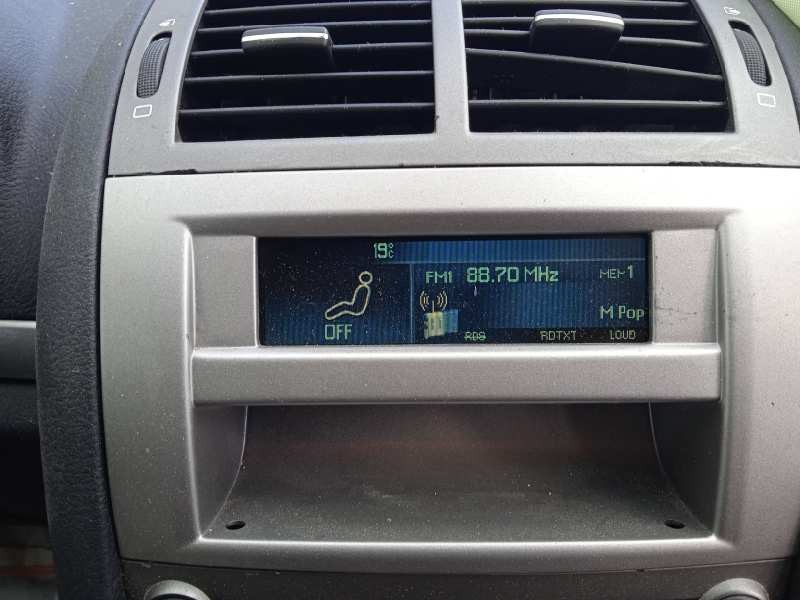 19°C
FM1 88.70 MHz MEM1
OFF
M Pop
RDS RDTXT LOUD